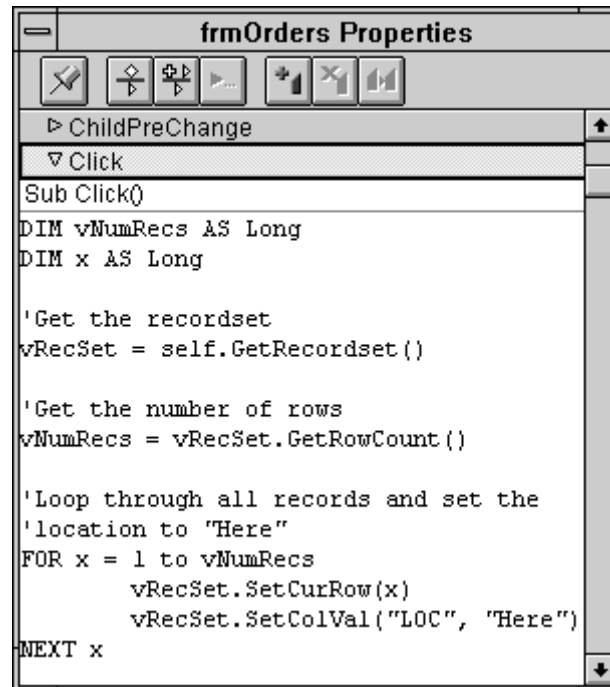 frmOrders Properties
ChildPreChange
Click
Sub Click()
DIM vNumRecs AS Long
DIM x AS Long
'Get the recordset
vRecSet = self.GetRecordset()
'Get the number of rows
vNumRecs = vRecSet.GetRowCount()
'Loop through all records and set the
'location to "Here"
FOR x = 1 to vNumRecs
vRecSet.SetCurRow(x)
vRecSet.SetColVal("LOC", "Here")
NEXT x